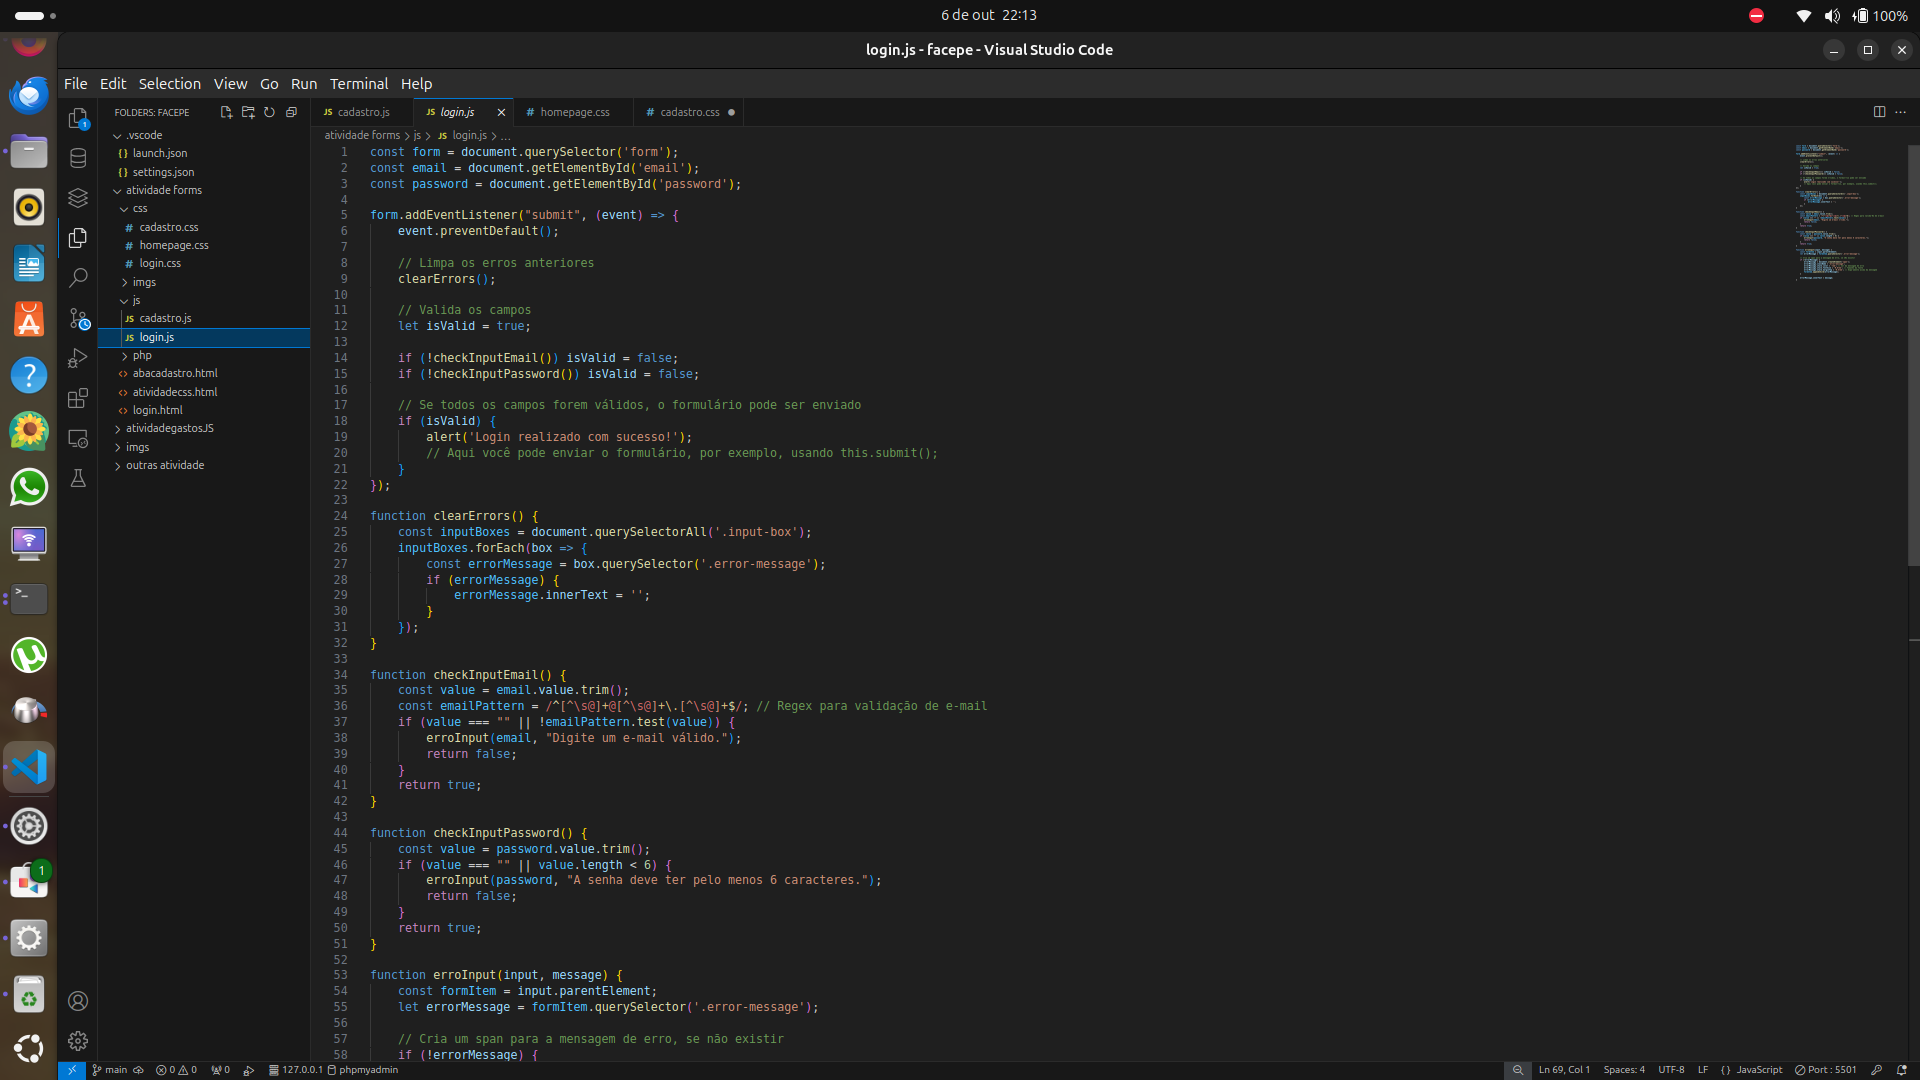 6 de out 22:13
100%
login.js - facepe - Visual Studio Code
File Edit Selection View Go Run Terminal Help
FOLDERS: FACEPE
cadastro.js
login.js
homepage.css
cadastro.css
.vscode
launch.json
settings.json
atividade forms
css
cadastro.css
homepage.css
login.css
imgs
js
cadastro.js
login.js
php
abacadastro.html
atividadecss.html
login.html
atividadegastosJS
imgs
outras atividade
atividade forms > js > JS login.js > ...
1 const form = document.querySelector('form');
2 const email = document.getElementById('email');
3 const password = document.getElementById('password');
4
5 form.addEventListener("submit", (event) => {
6 event.preventDefault();
7
8 // Limpa os erros anteriores
9 clearErrors();
10
11 // Valida os campos
12 let isValid = true;
13
14 if (!checkInputEmail()) isValid = false;
15 if (!checkInputPassword()) isValid = false;
16
17 // Se todos os campos forem válidos, o formulário pode ser enviado
18 if (isValid) {
19 alert('Login realizado com sucesso!');
20 // Aqui você pode enviar o formulário, por exemplo, usando this.submit();
21 }
22 });
23
24 function clearErrors() {
25 const inputBoxes = document.querySelectorAll('.input-box');
26 inputBoxes.forEach(box => {
27 const errorMessage = box.querySelector('.error-message');
28 if (errorMessage) {
29 errorMessage.innerText = '';
30 }
31 });
32 }
33
34 function checkInputEmail() {
35 const value = email.value.trim();
36 const emailPattern = /^[^\s@]+@[^\s@]+\.[^\s@]+$/; // Regex para validação de e-mail
37 if (value === "" || !emailPattern.test(value)) {
38 erroInput(email, "Digite um e-mail válido.");
39 return false;
40 }
41 return true;
42 }
43
44 function checkInputPassword() {
45 const value = password.value.trim();
46 if (value === "" || value.length < 6) {
47 erroInput(password, "A senha deve ter pelo menos 6 caracteres.");
48 return false;
49 }
50 return true;
51 }
52
53 function erroInput(input, message) {
54 const formItem = input.parentElement;
55 let errorMessage = formItem.querySelector('.error-message');
56
57 // Cria um span para a mensagem de erro, se não existir
58 if (!errorMessage) {
main 0 0 0 127.0.0.1 phpmyadmin
Ln 69, Col 1 Spaces: 4 UTF-8 LF {} JavaScript Port : 5501